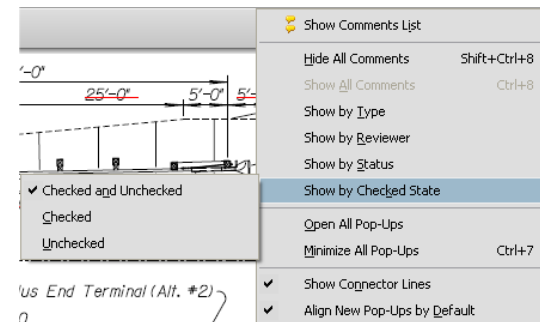 Show Comments List
Hide All Comments Shift+Ctrl+8
Show All Comments Ctrl+8
Show by Type
Show by Reviewer
Show by Status
Show by Checked State
Open All Pop-Ups
Minimize All Pop-Ups Ctrl+7
Show Connector Lines
Align New Pop-Ups by Default
'-0"
25'-0" 5'-0" 5'-
Checked and Unchecked
Checked
Unchecked
lus End Terminal (Alt. #2)